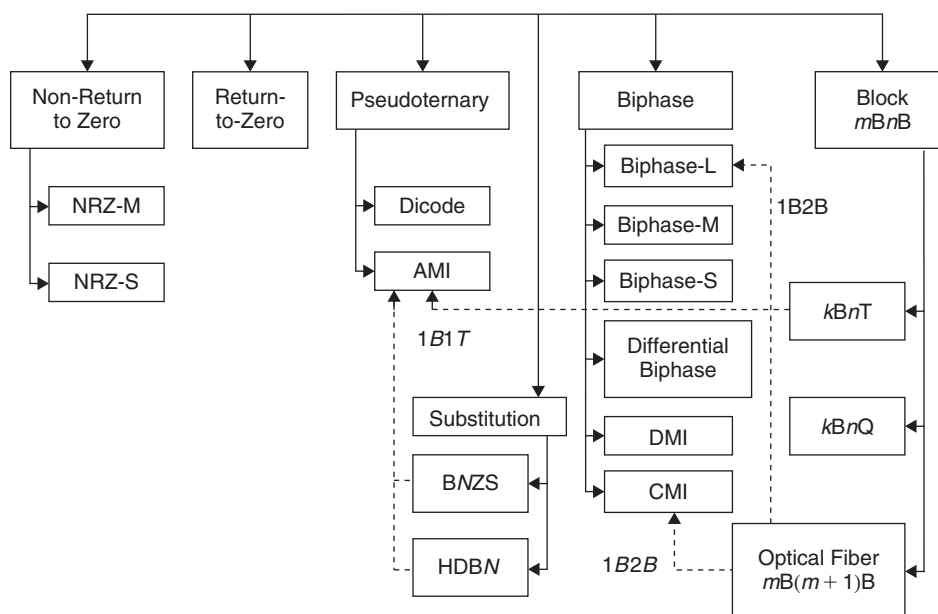 Non-Return
to Zero
Return-
to-Zero
Pseudoternary
Biphase
Block
mBnB
NRZ-M
NRZ-S
Dicode
AMI
1B1T
Substitution
BNZS
HDBN
Biphase-L
Biphase-M
Biphase-S
Differential
Biphase
DMI
CMI
1B2B
1B2B
kBnT
kBnQ
Optical Fiber
mB(m + 1)B